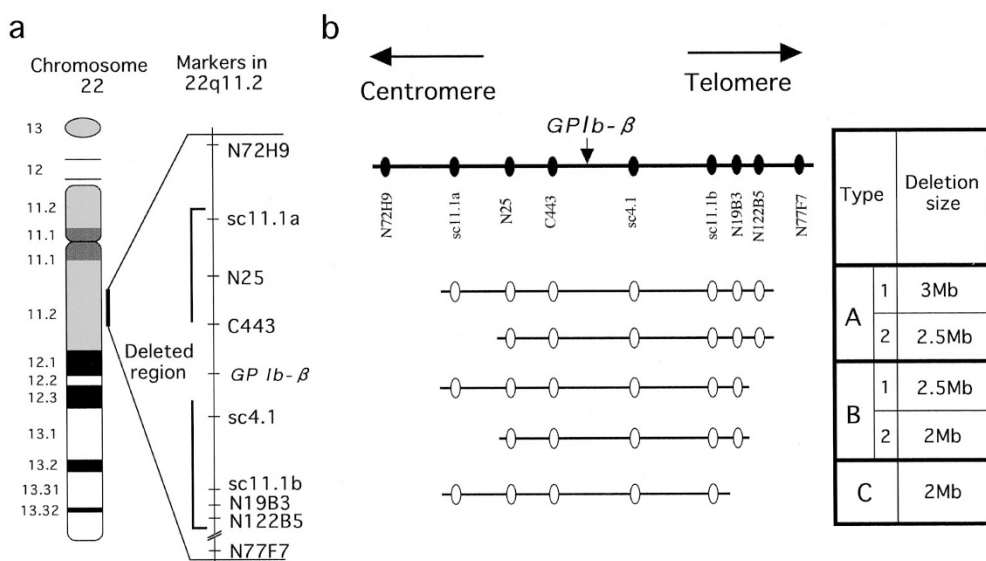 a
Chromosome
22
Markers in
22q11.2
13
12
11.2
11.1
11.1
11.2
12.1
12.2
12.3
13.1
13.2
13.31
13.32
Deleted
region
N72H9
sc11.1a
N25
C443
GP Ib-β
sc4.1
sc11.1b
N19B3
N122B5
N77F7
b
Centromere
Telomere
GPIb-β
N72H9
sc11.1a
N25
C443
sc4.1
sc11.1b
N19B3
N122B5
N77F7
Type
Deletion
size
A
1
3Mb
2
2.5Mb
B
1
2.5Mb
2
2Mb
C
2Mb